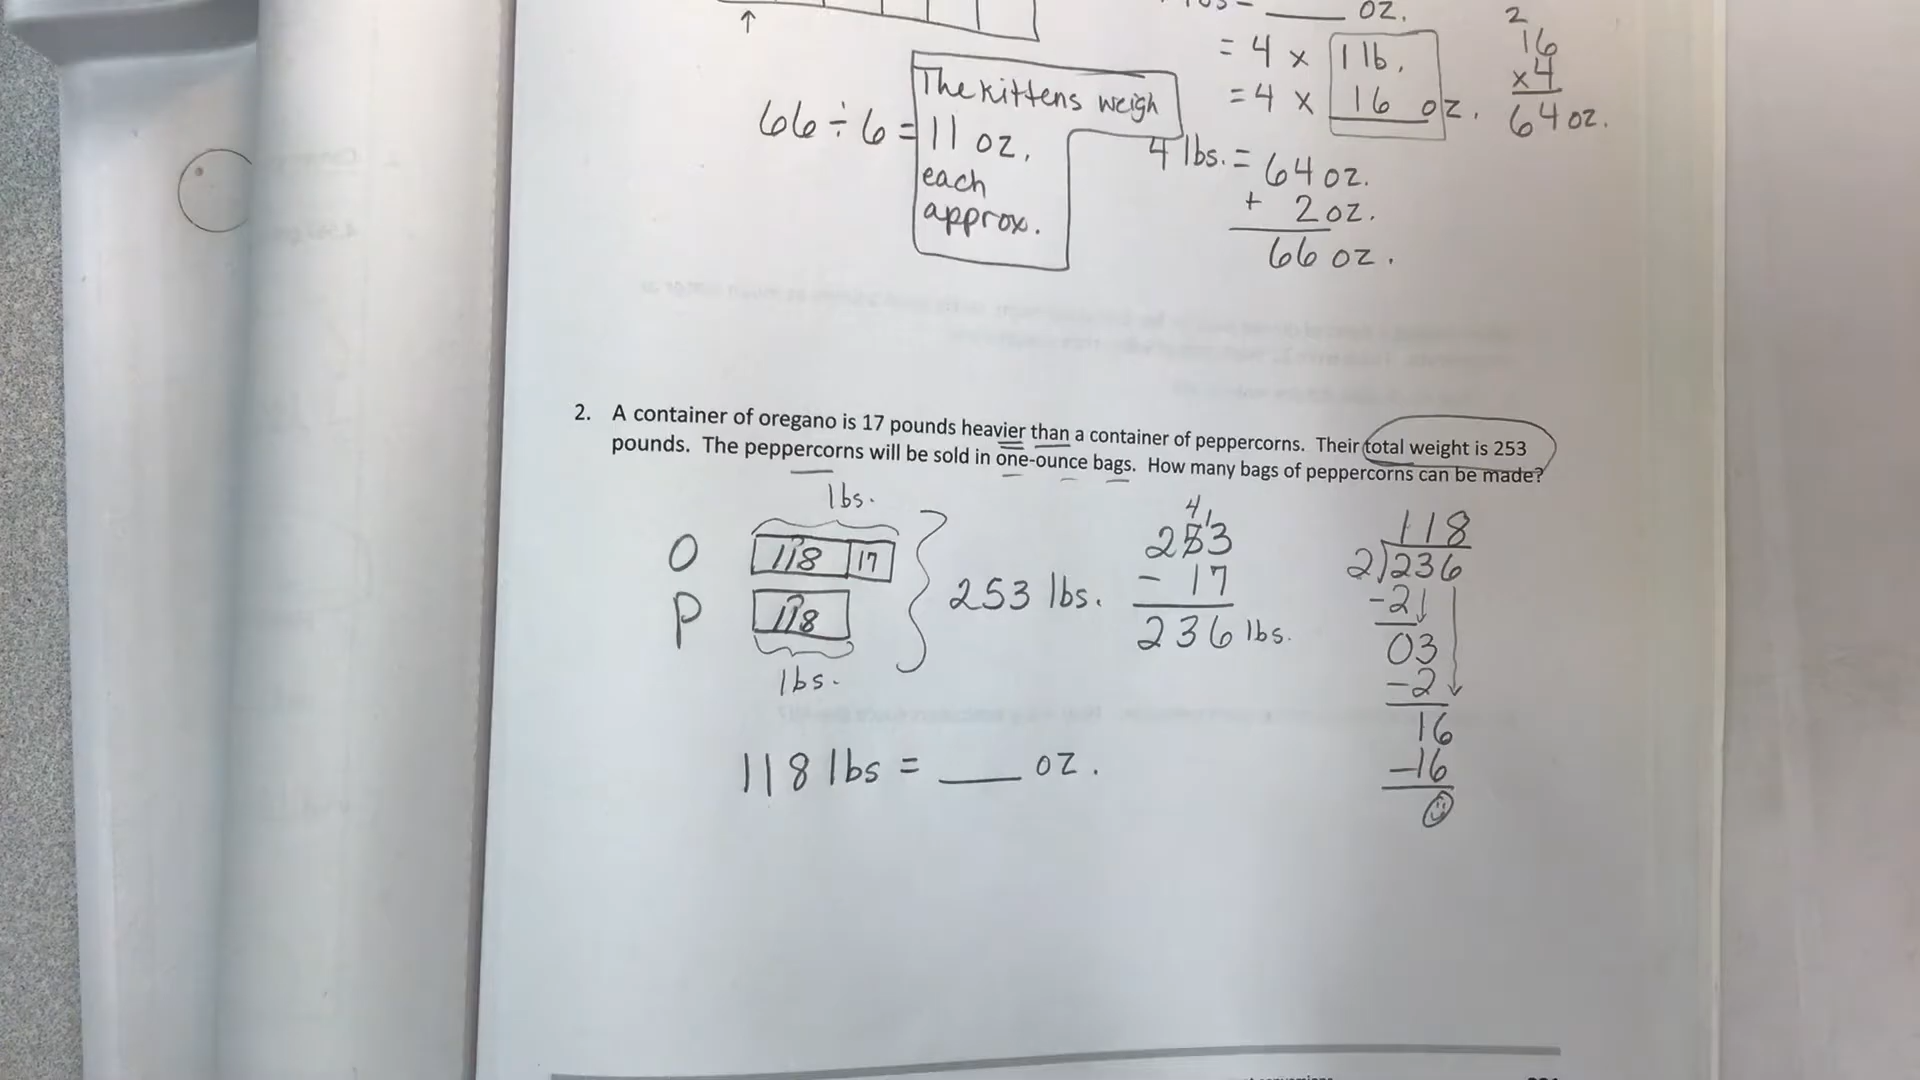 oz.
= 4 x 1 lb.
= 4 x 16 oz.
2
16
x4
64 oz.
66 ÷ 6 = 11 oz.
The kittens weigh
each
approx.
4 lbs. = 64 oz.
+ 2 oz.
66 oz.
2. A container of oregano is 17 pounds heavier than a container of peppercorns. Their total weight is 253
pounds. The peppercorns will be sold in one-ounce bags. How many bags of peppercorns can be made?
lbs.
O 118 17
P 118
lbs.
253 lbs.
4 1
253
- 17
236 lbs.
118
2)236
-2
03
-2
16
-16
118 lbs = ___ oz.